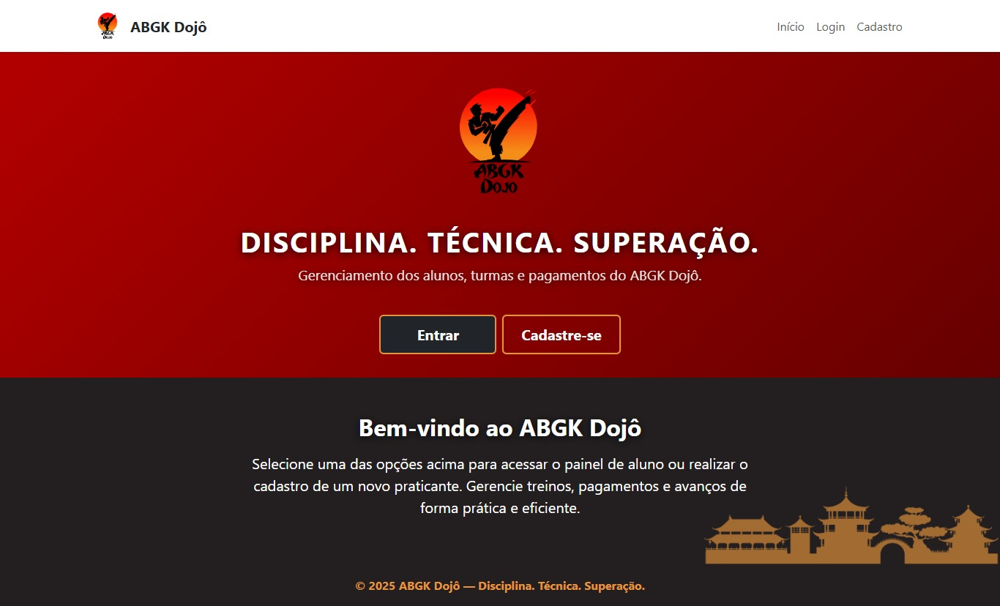 ABGK
DOJO
ABGK Dojô
Início
Login
Cadastro
ABGK
DOJO
DISCIPLINA. TÉCNICA. SUPERAÇÃO.
Gerenciamento dos alunos, turmas e pagamentos do ABGK Dojô.
Entrar
Cadastre-se
Bem-vindo ao ABGK Dojô
Selecione uma das opções acima para acessar o painel de aluno ou realizar o
cadastro de um novo praticante. Gerencie treinos, pagamentos e avanços de
forma prática e eficiente.
© 2025 ABGK Dojô — Disciplina. Técnica. Superação.